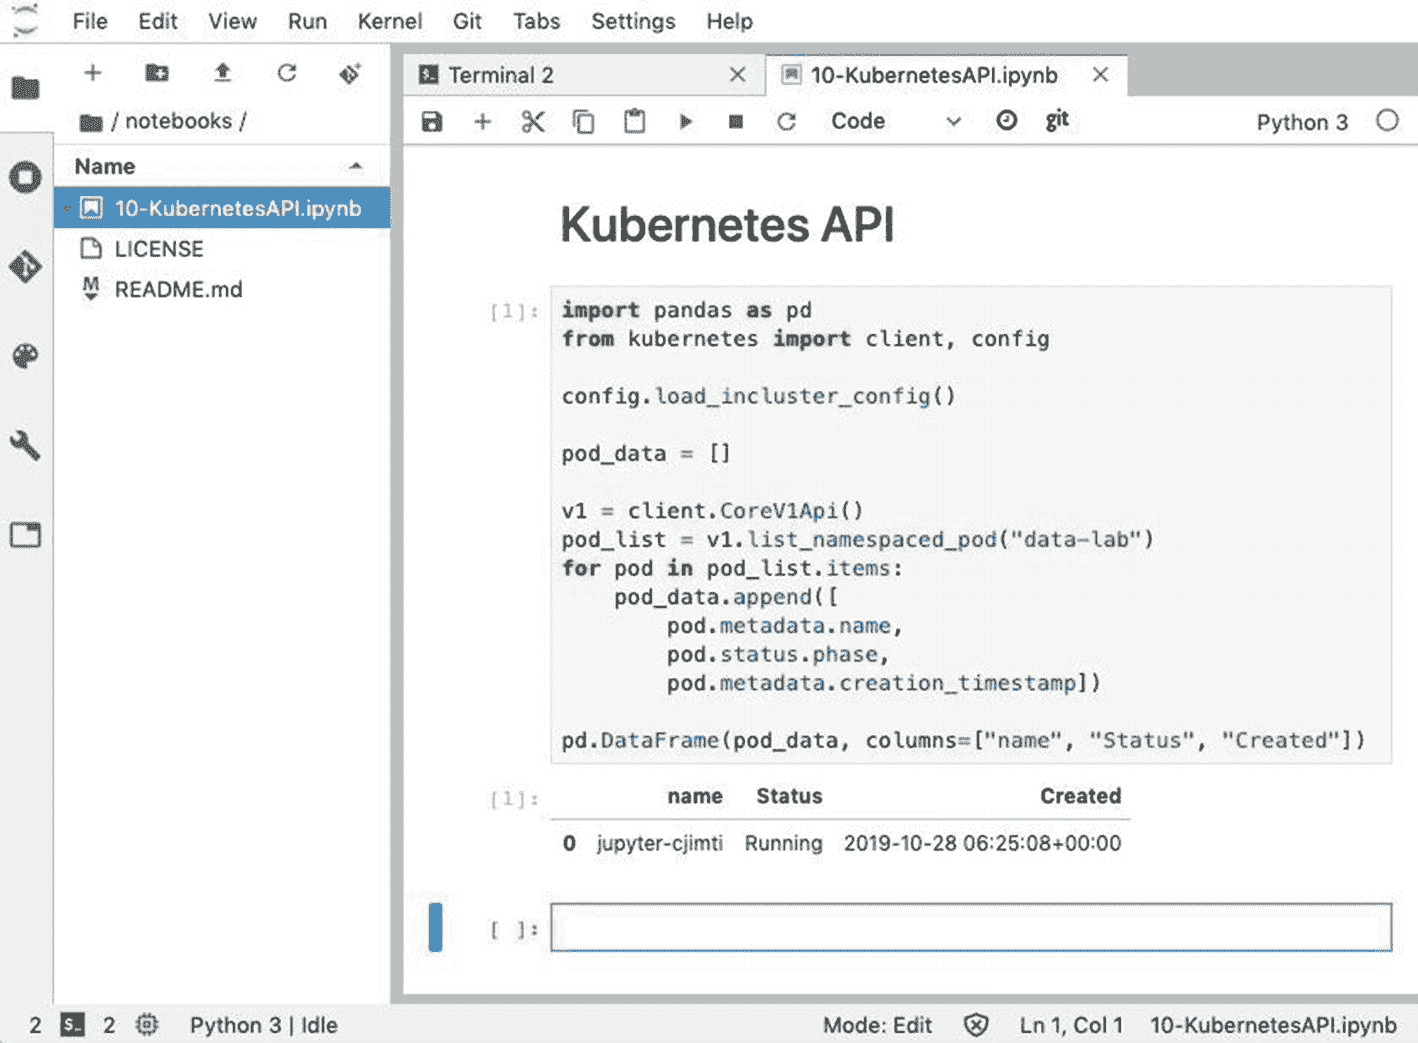 File Edit View Run Kernel Git Tabs Settings Help
Terminal 2
10-KubernetesAPI.ipynb
/ notebooks /
Code
git
Python 3
Name
10-KubernetesAPI.ipynb
LICENSE
README.md
Kubernetes API
[1]:
import pandas as pd
from kubernetes import client, config
config.load_incluster_config()
pod_data = []
v1 = client.CoreV1Api()
pod_list = v1.list_namespaced_pod("data-lab")
for pod in pod_list.items:
    pod_data.append([
        pod.metadata.name,
        pod.status.phase,
        pod.metadata.creation_timestamp])
pd.DataFrame(pod_data, columns=["name", "Status", "Created"])
[1]:
name Status Created
0 jupyter-cjimti Running 2019-10-28 06:25:08+00:00
[ ]:
2 2 Python 3 | Idle Mode: Edit Ln 1, Col 1 10-KubernetesAPI.ipynb